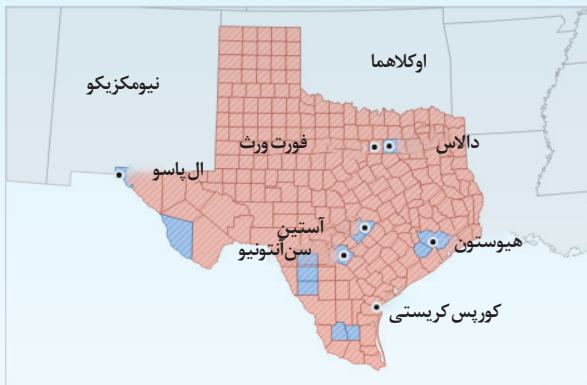 اوکلاهما
نیومکزیکو
دالاس
فورت ورث
ال پاسو
آستین
سن‌آنتونیو
هیوستون
کورپس کریستی